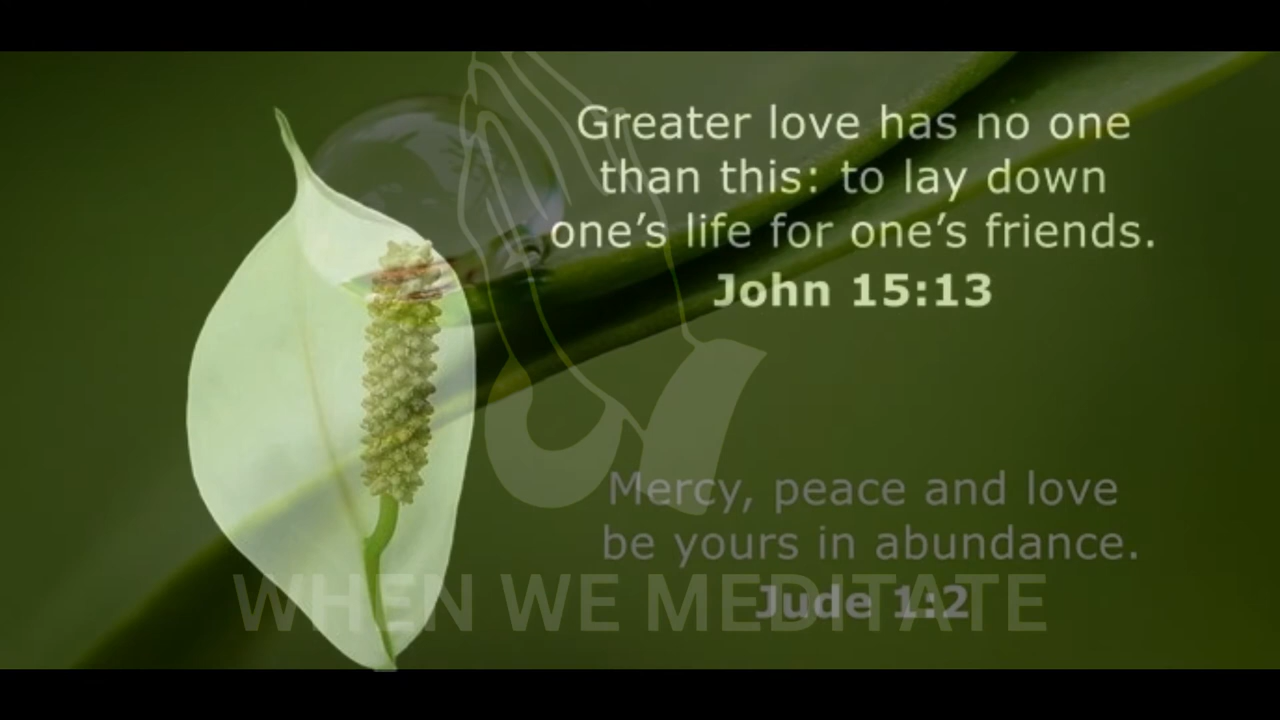 Greater love has no one
than this: to lay down
one’s life for one’s friends.
John 15:13
Mercy, peace and love
be yours in abundance.
Jude 1:2
WHEN WE MEDITATE